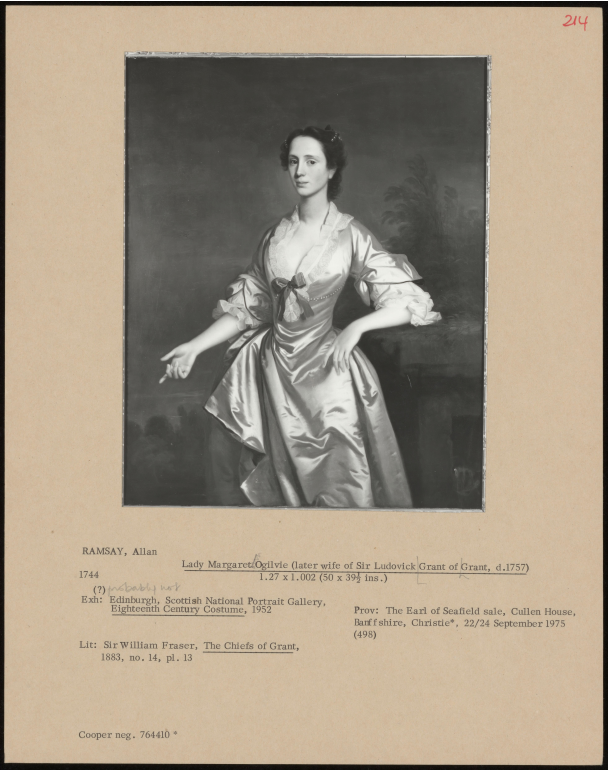 214
RAMSAY, Allan
Lady Margaret Ogilvie (later wife of Sir Ludovick Grant of Grant, d.1757)
1744
1.27 x 1.002 (50 x 39½ ins.)
(?) probably not
Exh: Edinburgh, Scottish National Portrait Gallery,
Eighteenth Century Costume, 1952
Prov: The Earl of Seafield sale, Cullen House,
Banffshire, Christie*, 22/24 September 1975
(498)
Lit: Sir William Fraser, The Chiefs of Grant,
1883, no. 14, pl. 13
Cooper neg. 764410 *